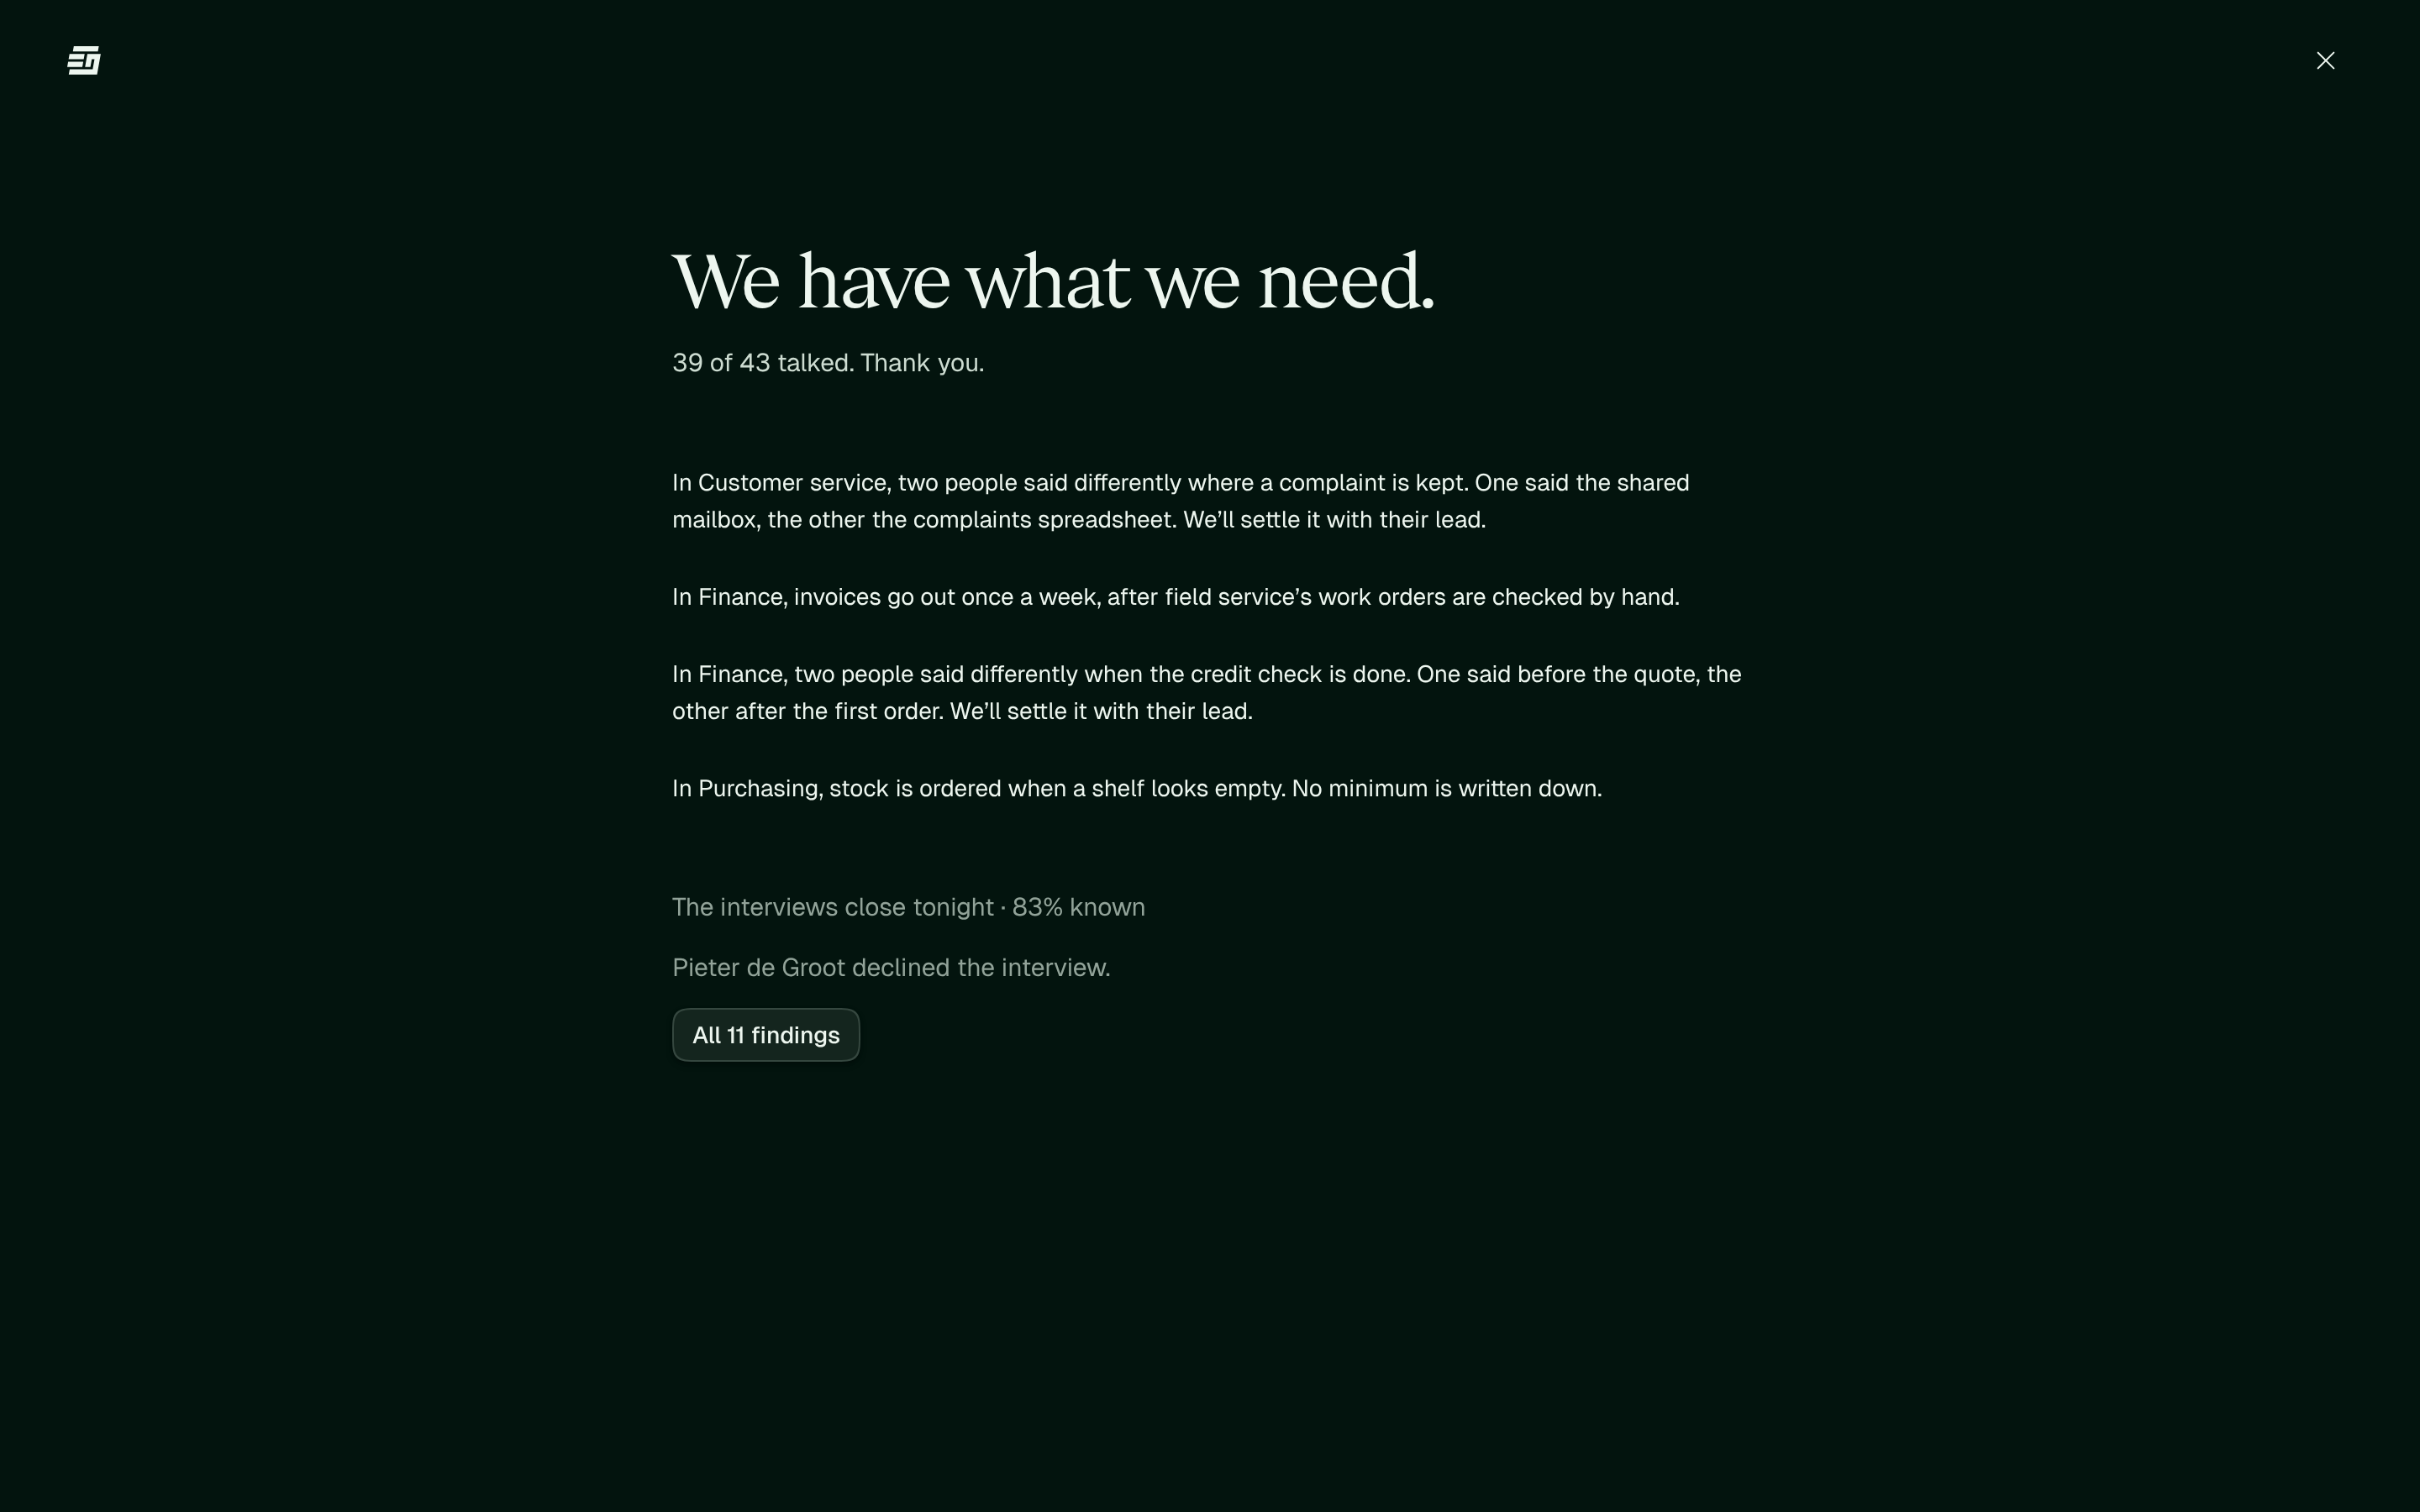 We have what we need.
39 of 43 talked. Thank you.
In Customer service, two people said differently where a complaint is kept. One said the shared
mailbox, the other the complaints spreadsheet. We’ll settle it with their lead.
In Finance, invoices go out once a week, after field service’s work orders are checked by hand.
In Finance, two people said differently when the credit check is done. One said before the quote, the
other after the first order. We’ll settle it with their lead.
In Purchasing, stock is ordered when a shelf looks empty. No minimum is written down.
The interviews close tonight · 83% known
Pieter de Groot declined the interview.
All 11 findings